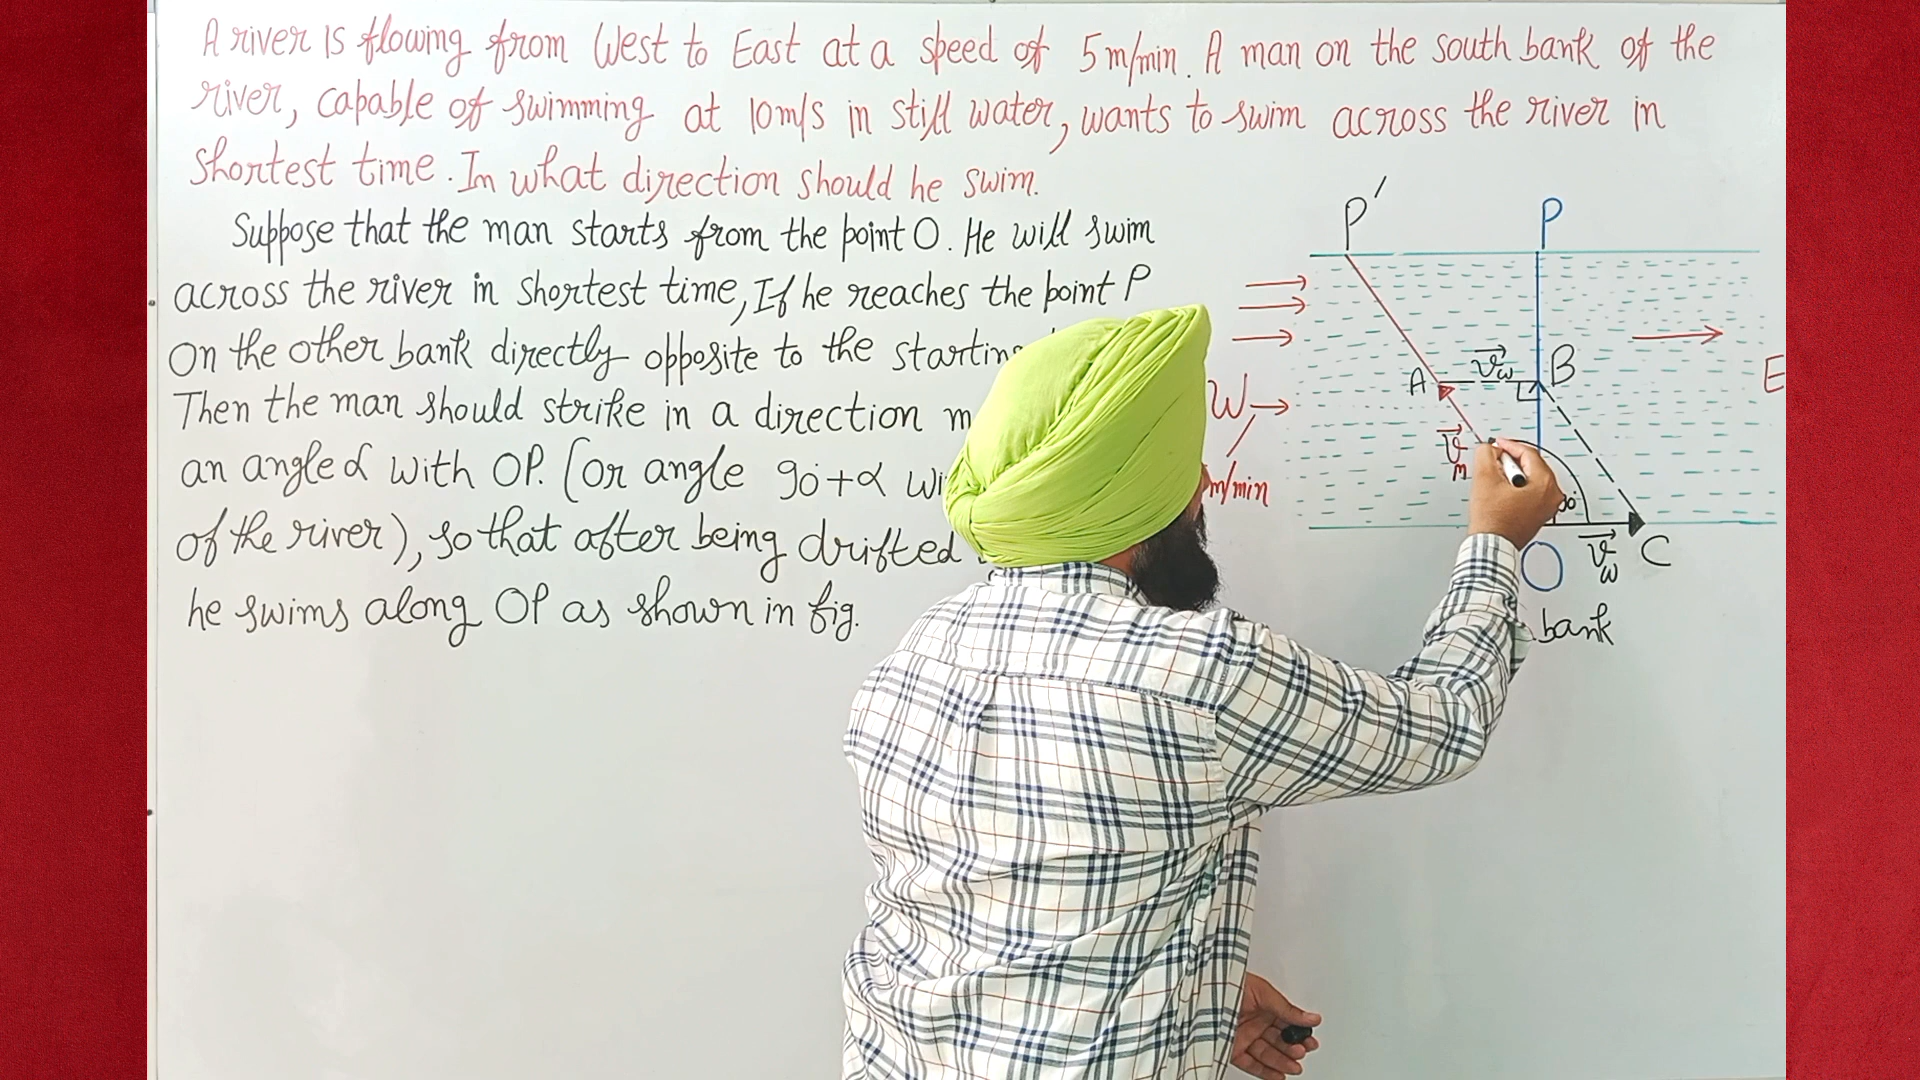 A river is flowing from West to East at a speed of 5 m/min. A man on the south bank of the
river, capable of swimming at 10m/s in still water, wants to swim across the river in
shortest time. In what direction should he swim.
Suppose that the man starts from the point O. He will swim
across the river in shortest time, If he reaches the point P
On the other bank directly opposite to the
Then the man should strike in a direction
an angle α with OP. (or angle 90°+α
of the river), so that after being drifted
he swims along OP as shown in fig.
P' P
A v⃗w B
E
W
v⃗m
m/min
90°
O v⃗w C
bank